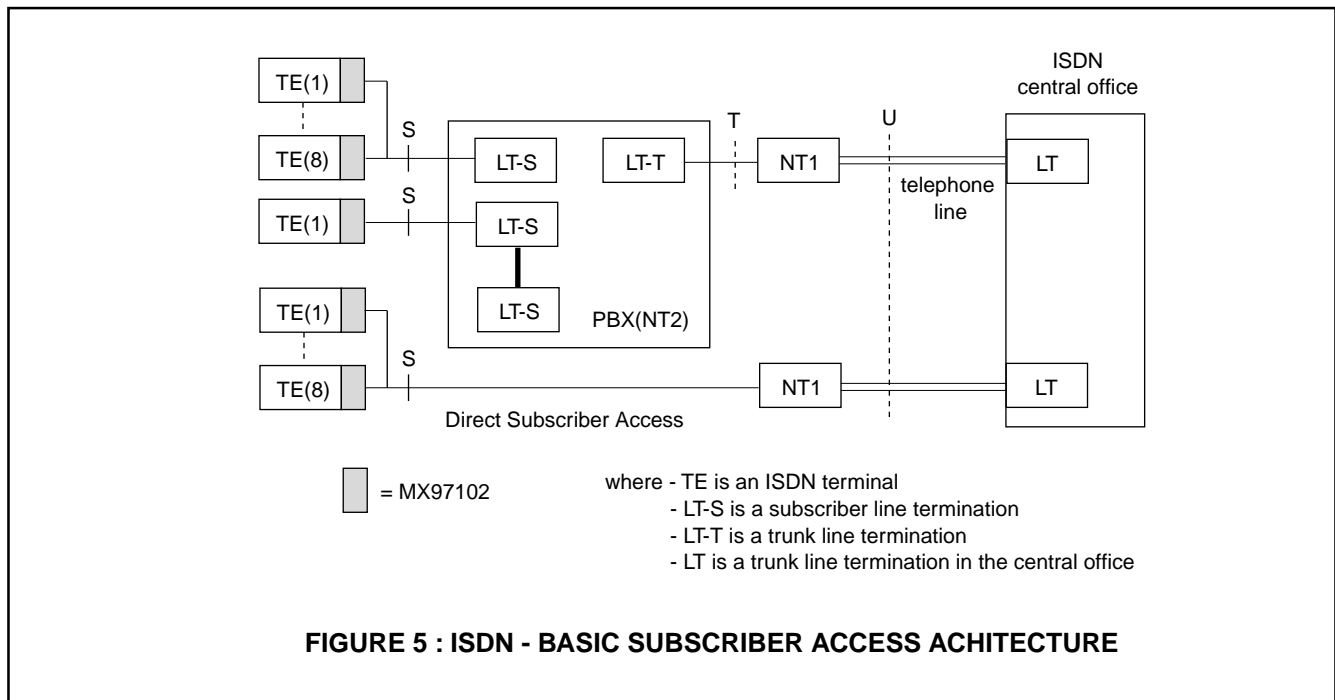 ISDN
central office
TE(1)
S
T
U
TE(8)
LT-S
LT-T
NT1
LT
telephone
line
S
TE(1)
LT-S
TE(1)
LT-S
PBX(NT2)
S
TE(8)
NT1
LT
Direct Subscriber Access
= MX97102
where - TE is an ISDN terminal
- LT-S is a subscriber line termination
- LT-T is a trunk line termination
- LT is a trunk line termination in the central office
FIGURE 5 : ISDN - BASIC SUBSCRIBER ACCESS ACHITECTURE